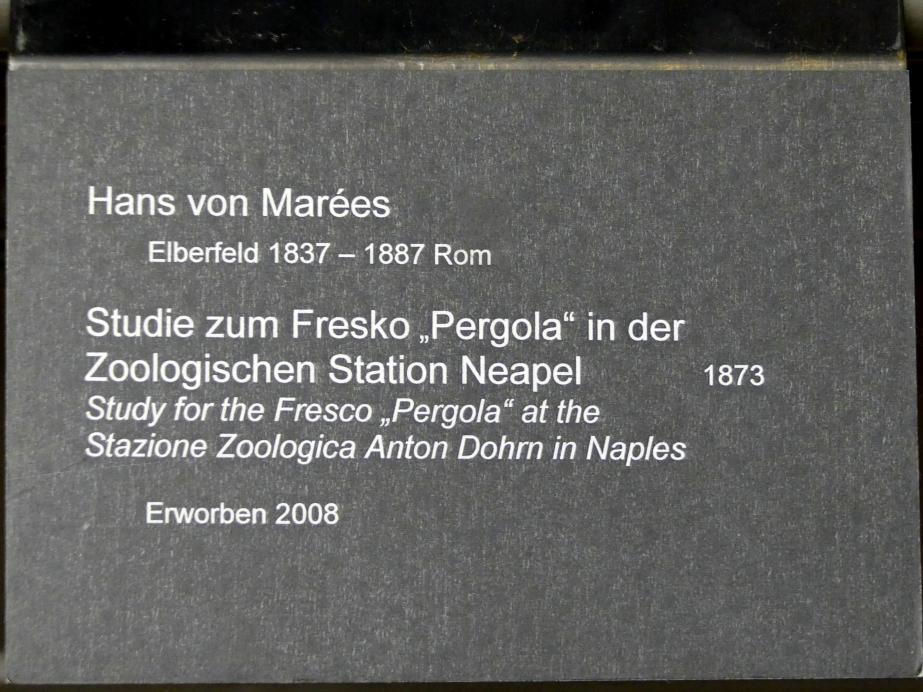 Hans von Marées
Elberfeld 1837 – 1887 Rom
Studie zum Fresko „Pergola“ in der
Zoologischen Station Neapel 1873
Study for the Fresco „Pergola“ at the
Stazione Zoologica Anton Dohrn in Naples
Erworben 2008